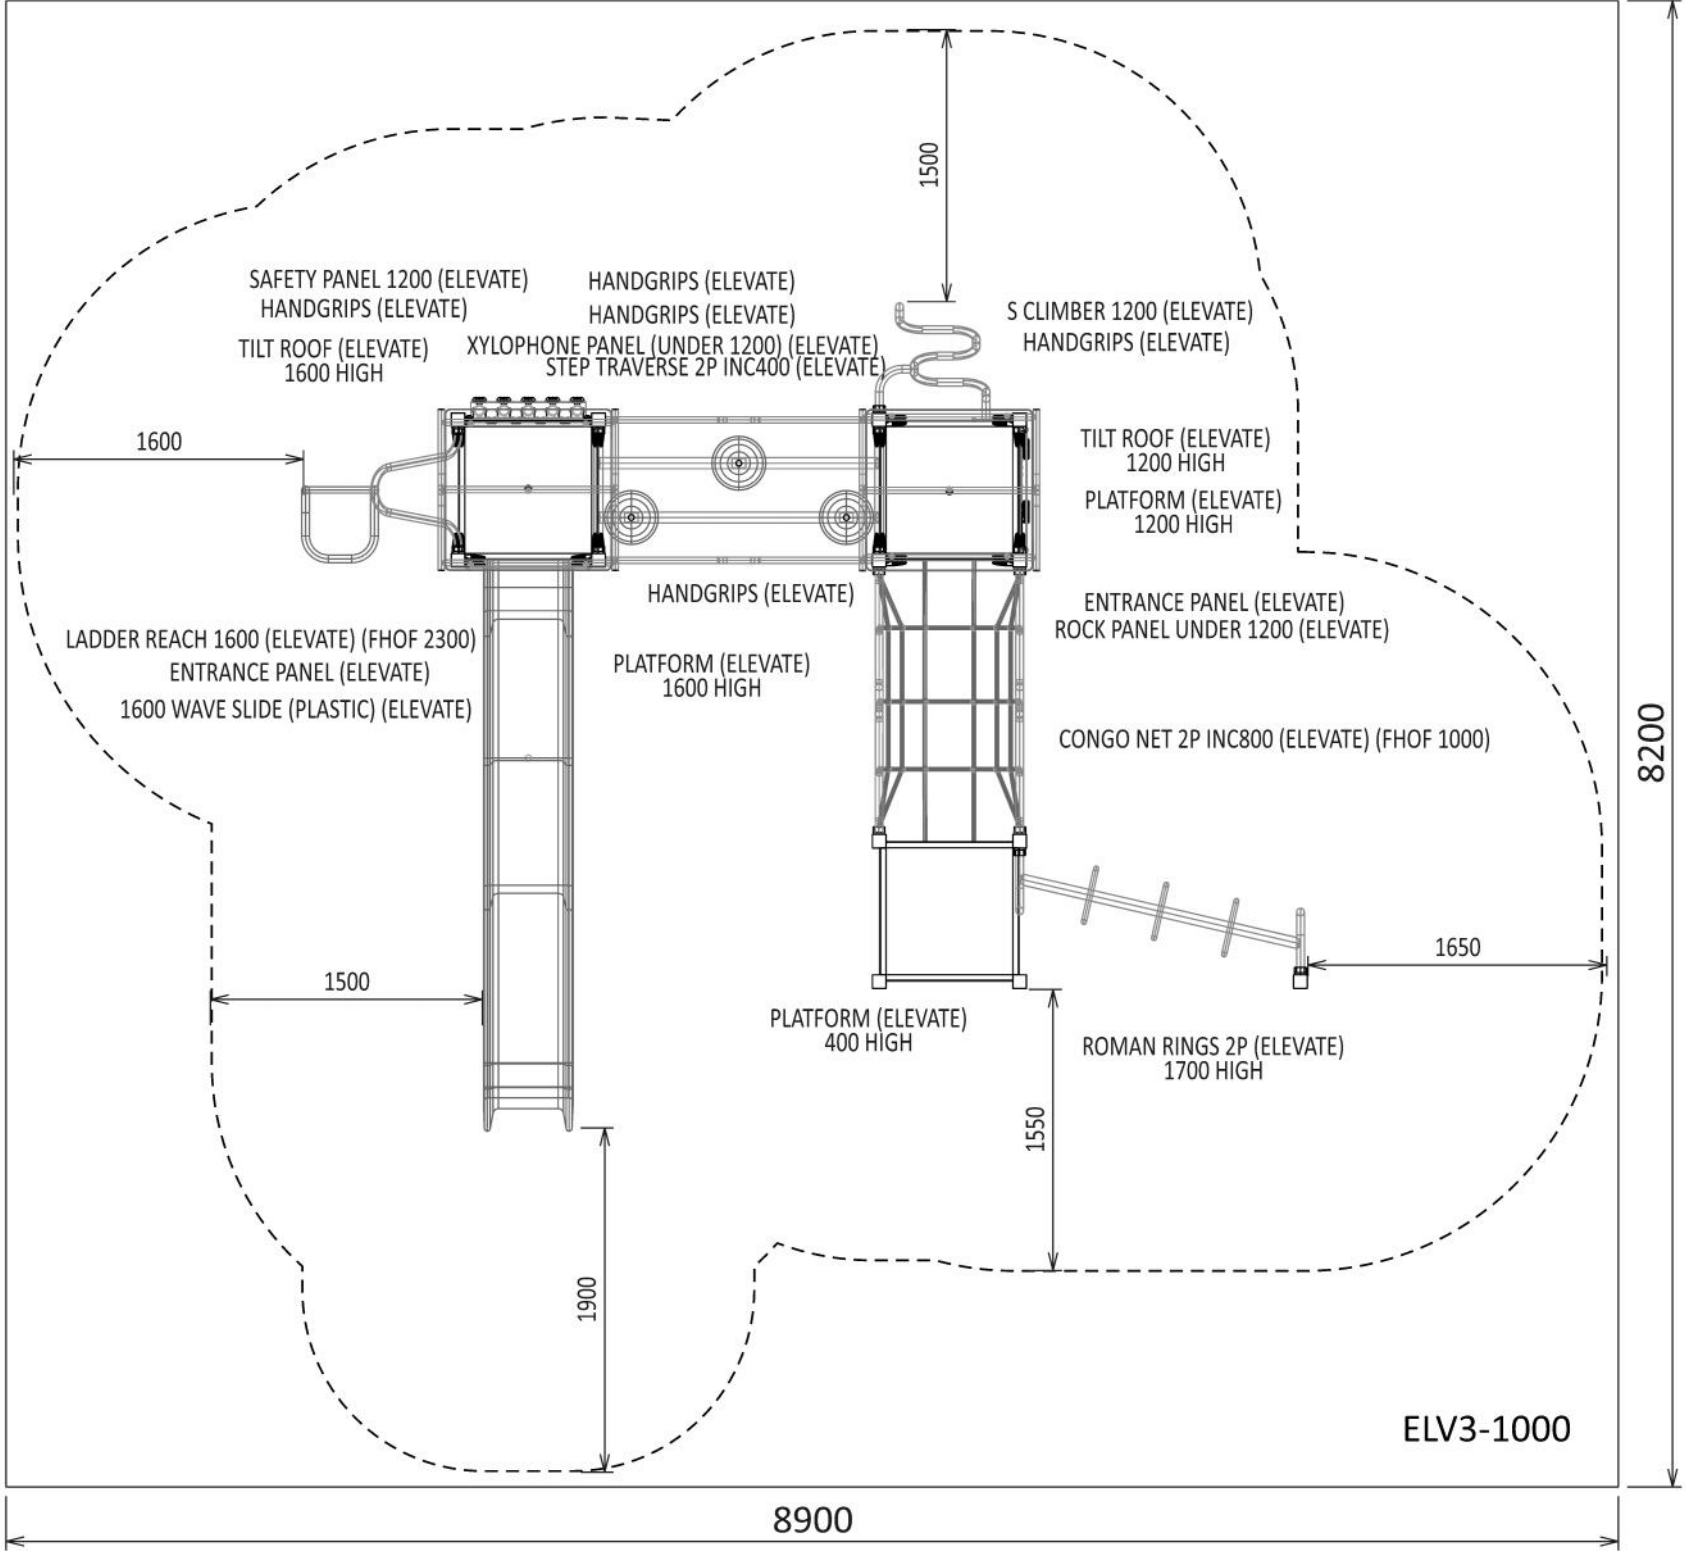 1500
SAFETY PANEL 1200 (ELEVATE)
HANDGRIPS (ELEVATE)
TILT ROOF (ELEVATE)
1600 HIGH
HANDGRIPS (ELEVATE)
HANDGRIPS (ELEVATE)
XYLOPHONE PANEL (UNDER 1200) (ELEVATE)
STEP TRAVERSE 2P INC400 (ELEVATE)
S CLIMBER 1200 (ELEVATE)
HANDGRIPS (ELEVATE)
1600
TILT ROOF (ELEVATE)
1200 HIGH
PLATFORM (ELEVATE)
1200 HIGH
HANDGRIPS (ELEVATE)
ENTRANCE PANEL (ELEVATE)
ROCK PANEL UNDER 1200 (ELEVATE)
LADDER REACH 1600 (ELEVATE) (FHOF 2300)
ENTRANCE PANEL (ELEVATE)
1600 WAVE SLIDE (PLASTIC) (ELEVATE)
PLATFORM (ELEVATE)
1600 HIGH
CONGO NET 2P INC800 (ELEVATE) (FHOF 1000)
8200
1500
1650
PLATFORM (ELEVATE)
400 HIGH
ROMAN RINGS 2P (ELEVATE)
1700 HIGH
1550
1900
ELV3-1000
8900